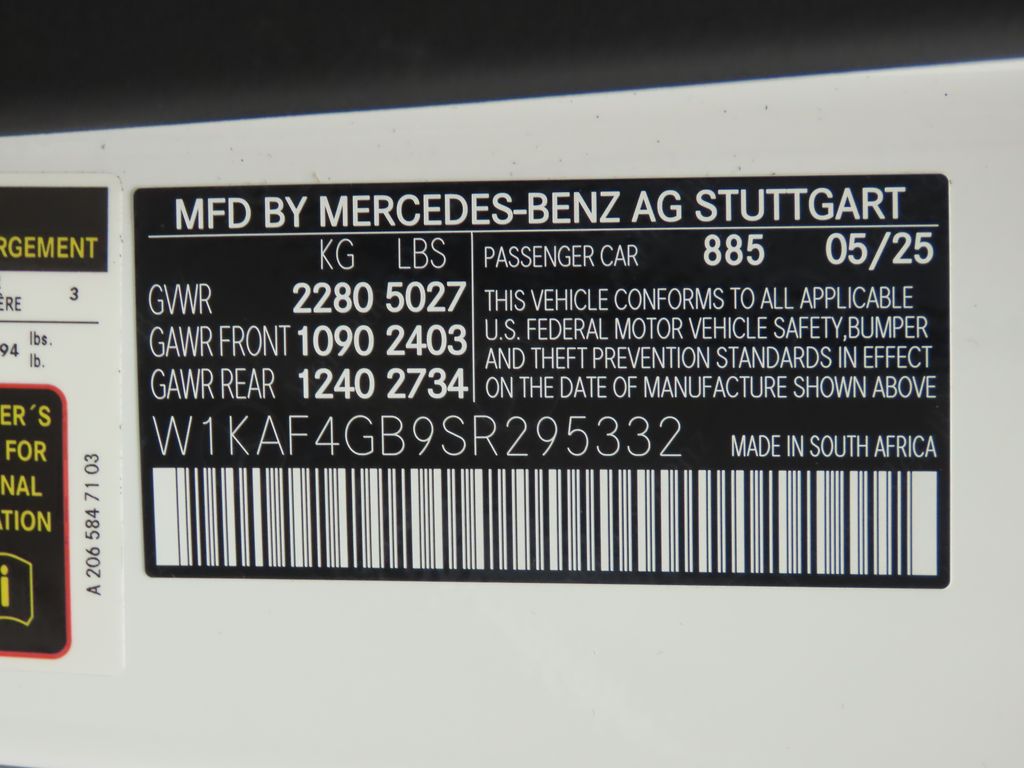 RGEMENT
ÈRE 3
94 lbs.
lb.
ER´S
FOR
NAL
ATION
i
A 206 584 71 03
MFD BY MERCEDES-BENZ AG STUTTGART
KG LBS
GVWR 2280 5027
GAWR FRONT 1090 2403
GAWR REAR 1240 2734
PASSENGER CAR 885 05/25
THIS VEHICLE CONFORMS TO ALL APPLICABLE
U.S. FEDERAL MOTOR VEHICLE SAFETY,BUMPER
AND THEFT PREVENTION STANDARDS IN EFFECT
ON THE DATE OF MANUFACTURE SHOWN ABOVE
W1KAF4GB9SR295332 MADE IN SOUTH AFRICA